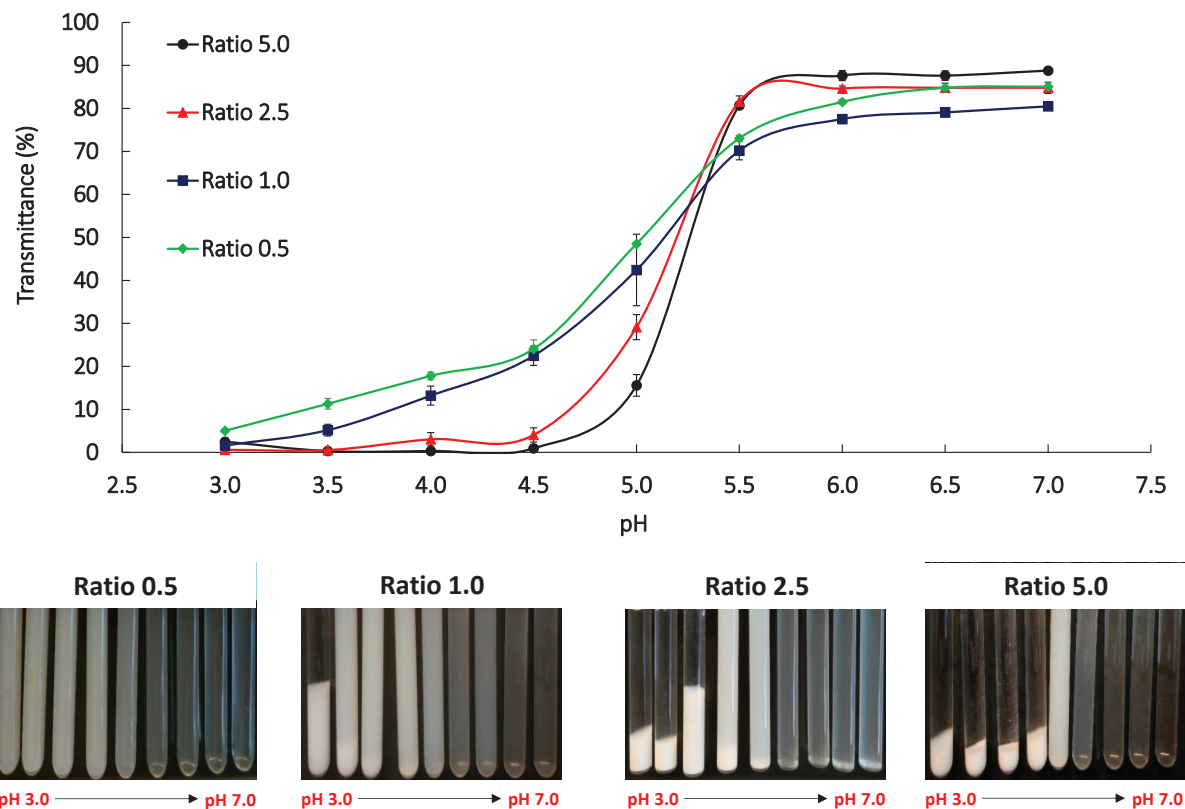 Transmittance (%)
100
90
80
70
60
50
40
30
20
10
0
Ratio 5.0
Ratio 2.5
Ratio 1.0
Ratio 0.5
2.5 3.0 3.5 4.0 4.5 5.0 5.5 6.0 6.5 7.0 7.5
pH
Ratio 0.5 Ratio 1.0 Ratio 2.5 Ratio 5.0
pH 3.0 pH 7.0 pH 3.0 pH 7.0 pH 3.0 pH 7.0 pH 3.0 pH 7.0